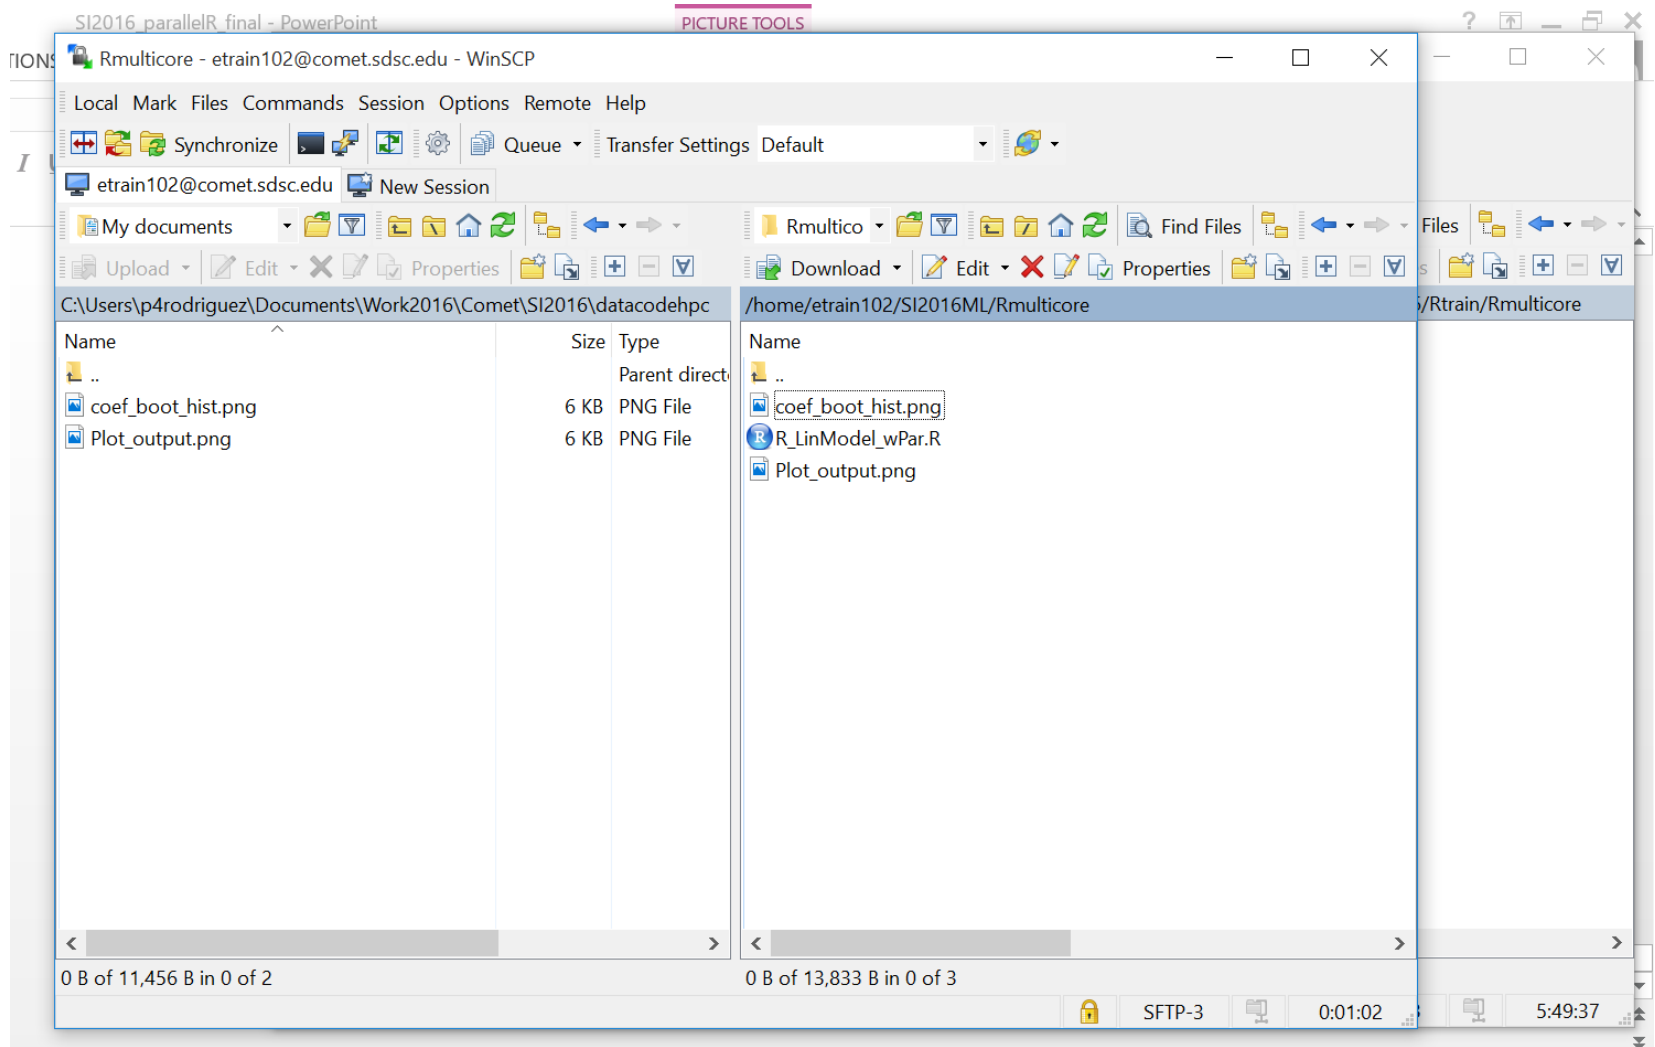 SI2016_parallelR_final - PowerPoint
PICTURE TOOLS
?
Rmulticore - etrain102@comet.sdsc.edu - WinSCP
Local Mark Files Commands Session Options Remote Help
I
Synchronize
Queue
Transfer Settings Default
etrain102@comet.sdsc.edu
New Session
My documents
Rmultico
Find Files
Files
Upload
Edit
Properties
Download
Edit
Properties
C:\Users\p4rodriguez\Documents\Work2016\Comet\SI2016\datacodehpc
/home/etrain102/SI2016ML/Rmulticore
/Rtrain/Rmulticore
Name Size Type
Name
.. Parent direct
..
coef_boot_hist.png 6 KB PNG File
coef_boot_hist.png
Plot_output.png 6 KB PNG File
R_LinModel_wPar.R
Plot_output.png
0 B of 11,456 B in 0 of 2
0 B of 13,833 B in 0 of 3
SFTP-3
0:01:02
5:49:37